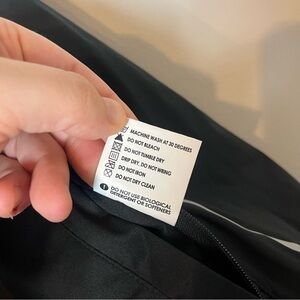 MACHINE WASH AT 30 DEGREES
DO NOT BLEACH
DO NOT TUMBLE DRY
DRIP DRY, DO NOT WRING
DO NOT IRON
DO NOT DRY CLEAN
DO NOT USE BIOLOGICAL
DETERGENT OR SOFTENERS